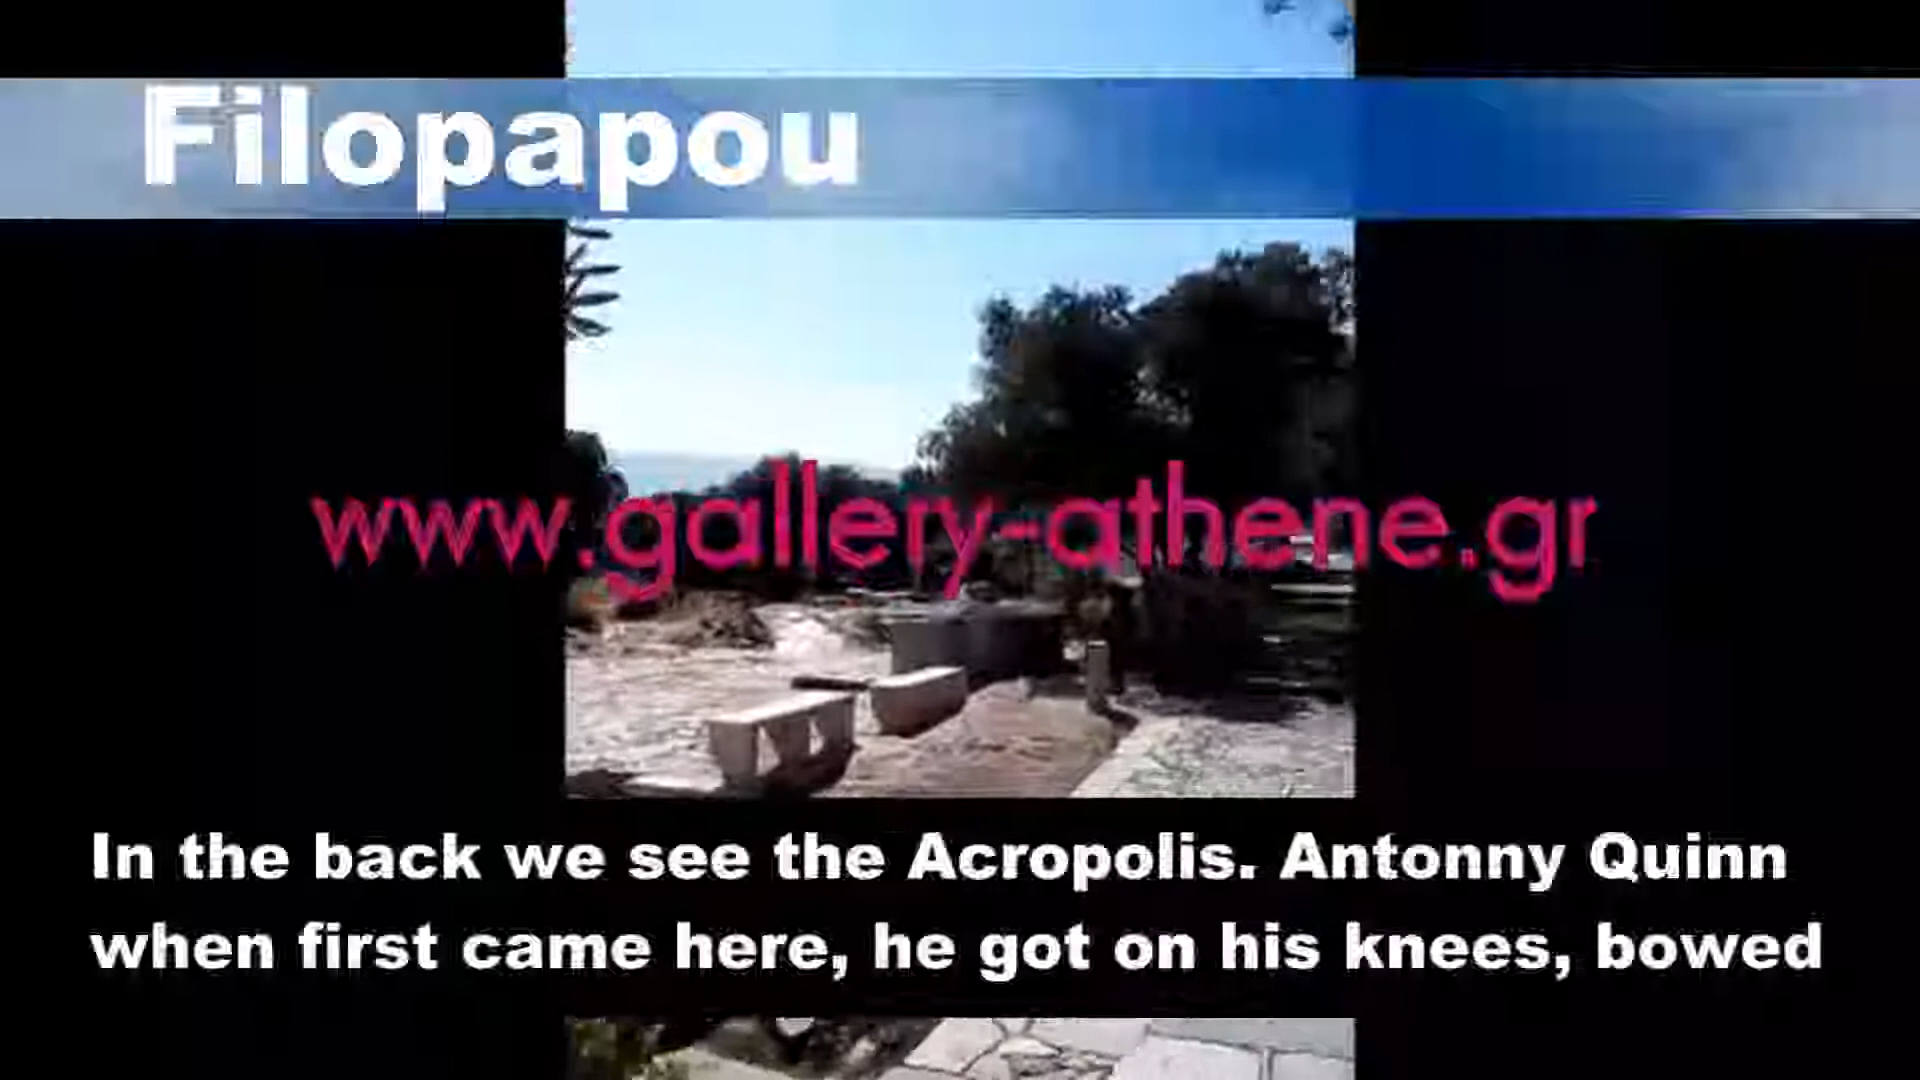 Filopapou
www.gallery-athene.gr
In the back we see the Acropolis. Antonny Quinn
when first came here, he got on his knees, bowed